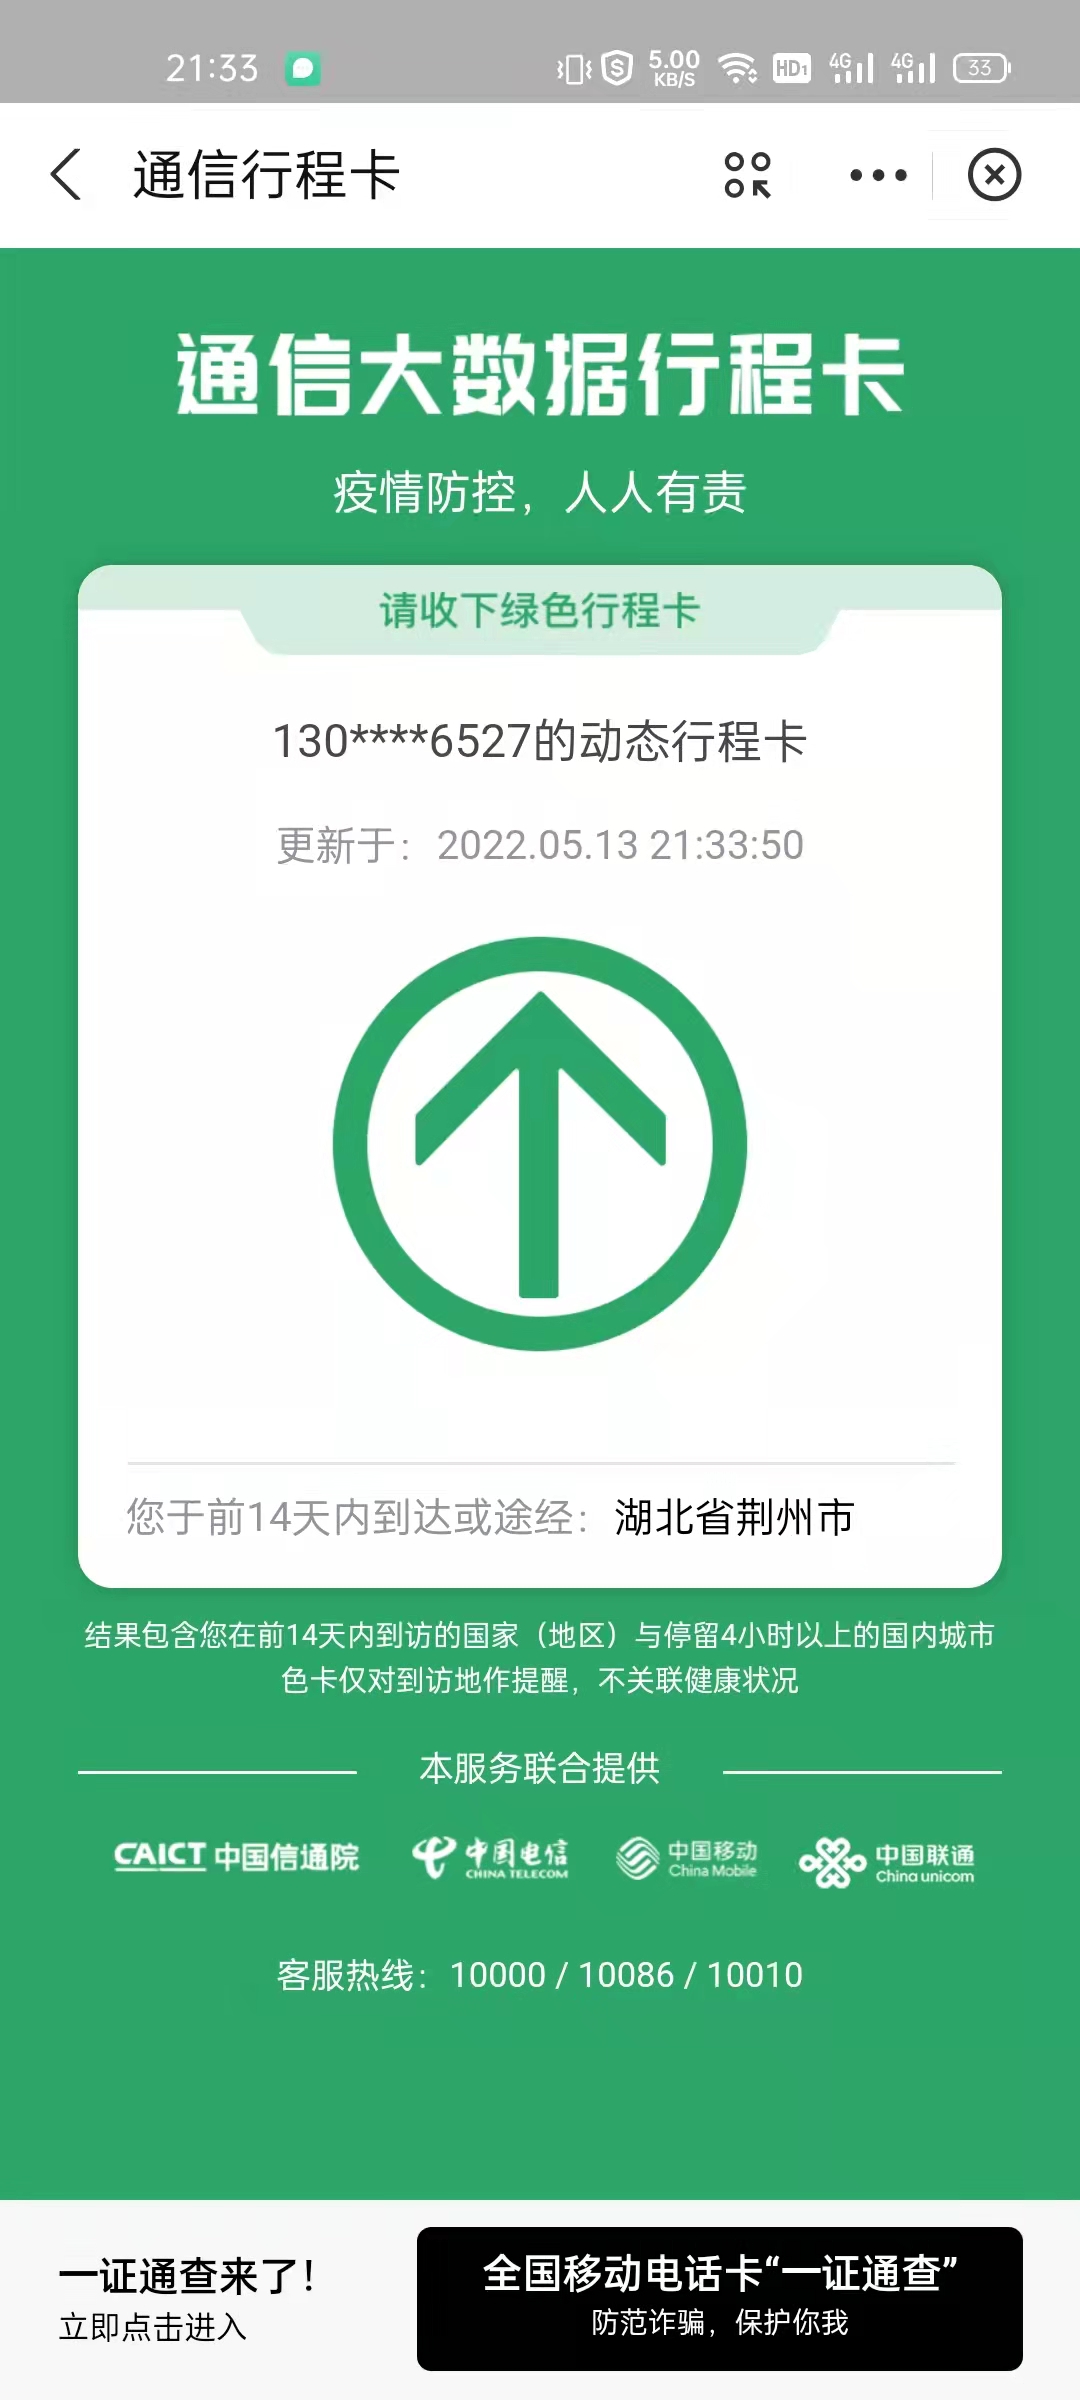 21:33
5.00
KB/S
HD1
4G
4G
33
通信行程卡
通信大数据行程卡
疫情防控，人人有责
请收下绿色行程卡
130****6527的动态行程卡
更新于：2022.05.13 21:33:50
您于前14天内到达或途经：湖北省荆州市
结果包含您在前14天内到访的国家（地区）与停留4小时以上的国内城市
色卡仅对到访地作提醒，不关联健康状况
本服务联合提供
CAICT 中国信通院
中国电信
CHINA TELECOM
中国移动
China Mobile
中国联通
China unicom
客服热线：10000 / 10086 / 10010
一证通查来了！
立即点击进入
全国移动电话卡“一证通查”
防范诈骗，保护你我